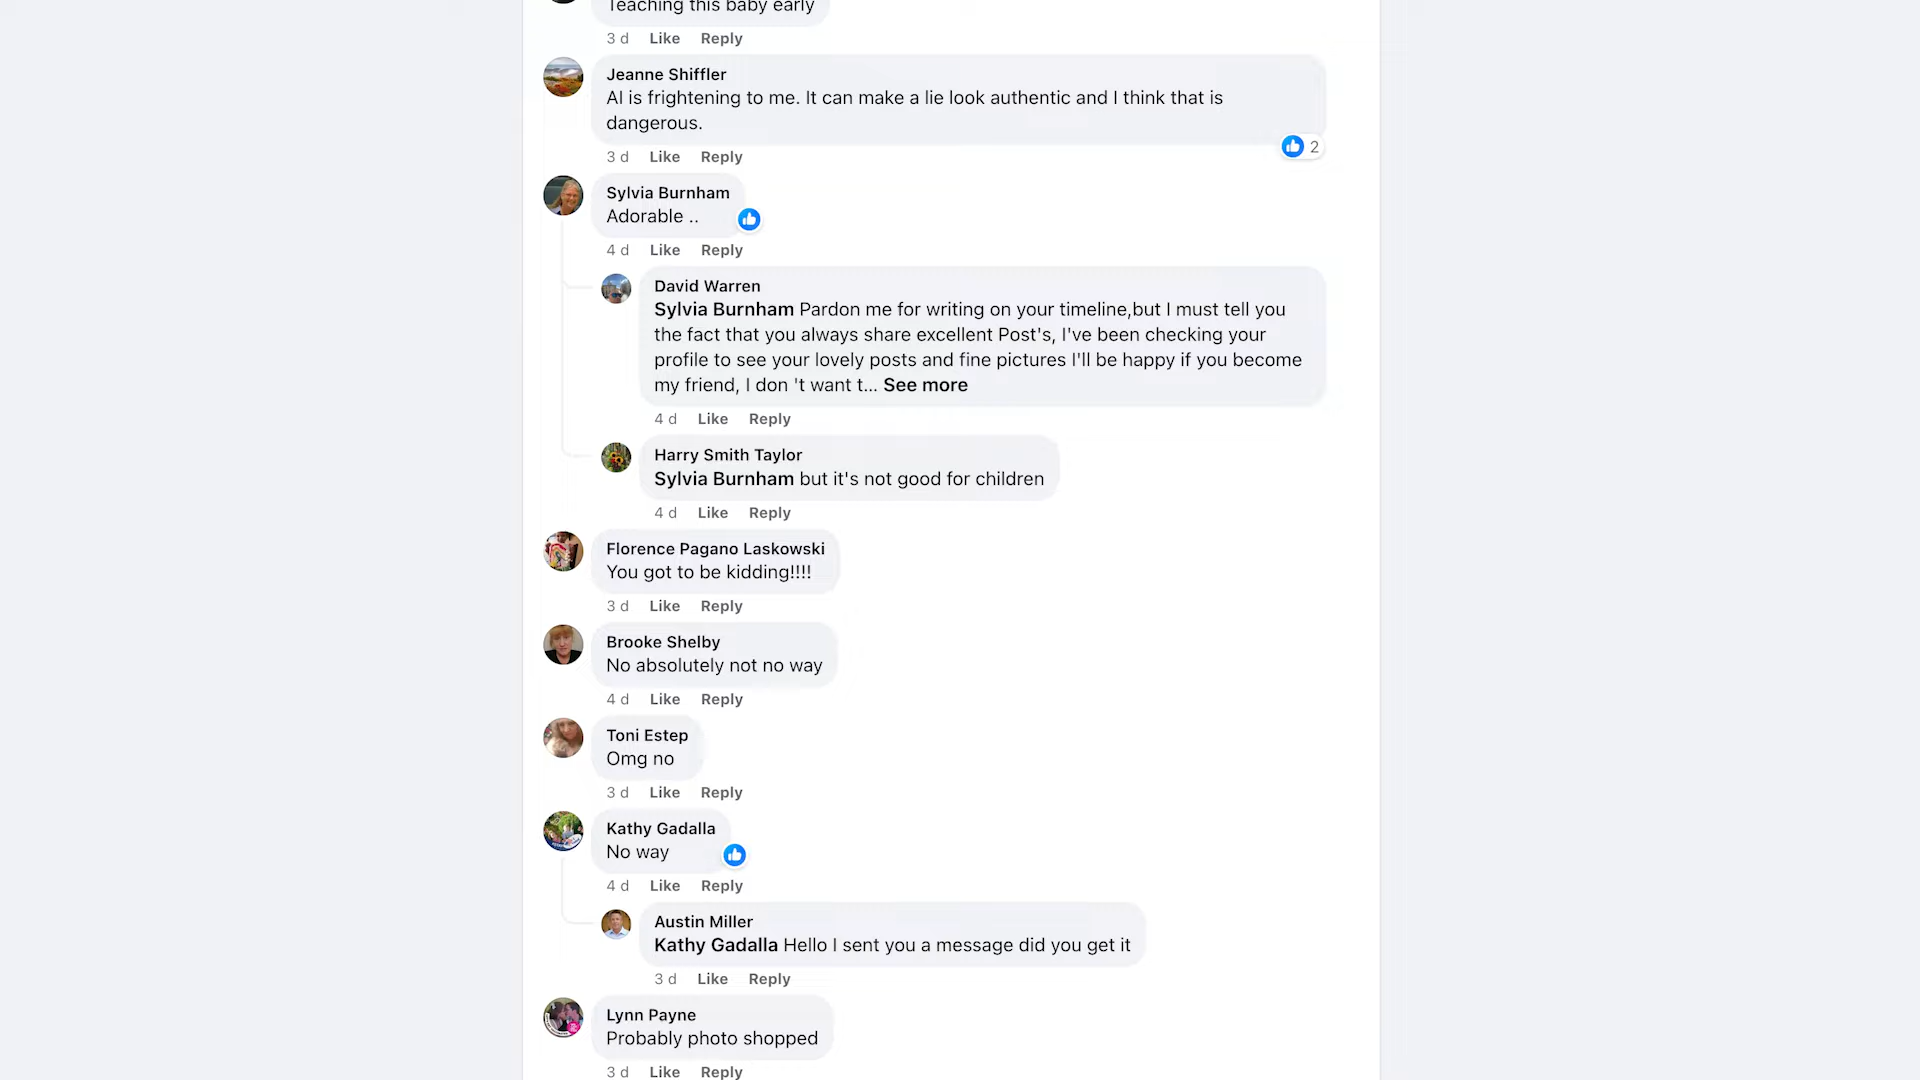 Teaching this baby early
3 d Like Reply
Jeanne Shiffler
AI is frightening to me. It can make a lie look authentic and I think that is
dangerous.
2
3 d Like Reply
Sylvia Burnham
Adorable ..
4 d Like Reply
David Warren
Sylvia Burnham Pardon me for writing on your timeline,but I must tell you
the fact that you always share excellent Post's, I've been checking your
profile to see your lovely posts and fine pictures I'll be happy if you become
my friend, I don 't want t... See more
4 d Like Reply
Harry Smith Taylor
Sylvia Burnham but it's not good for children
4 d Like Reply
Florence Pagano Laskowski
You got to be kidding!!!!
3 d Like Reply
Brooke Shelby
No absolutely not no way
4 d Like Reply
Toni Estep
Omg no
3 d Like Reply
Kathy Gadalla
No way
4 d Like Reply
Austin Miller
Kathy Gadalla Hello I sent you a message did you get it
3 d Like Reply
Lynn Payne
Probably photo shopped
3 d Like Reply